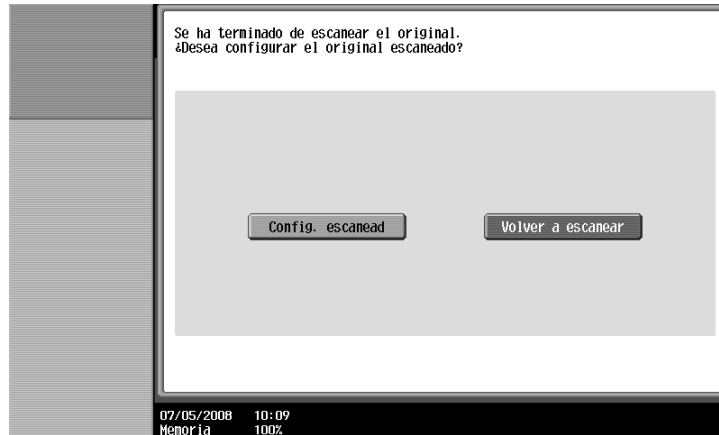 Se ha terminado de escanear el original.
¿Desea configurar el original escaneado?
Config. escanead
Volver a escanear
07/05/2008 10:09
Memoria 100%